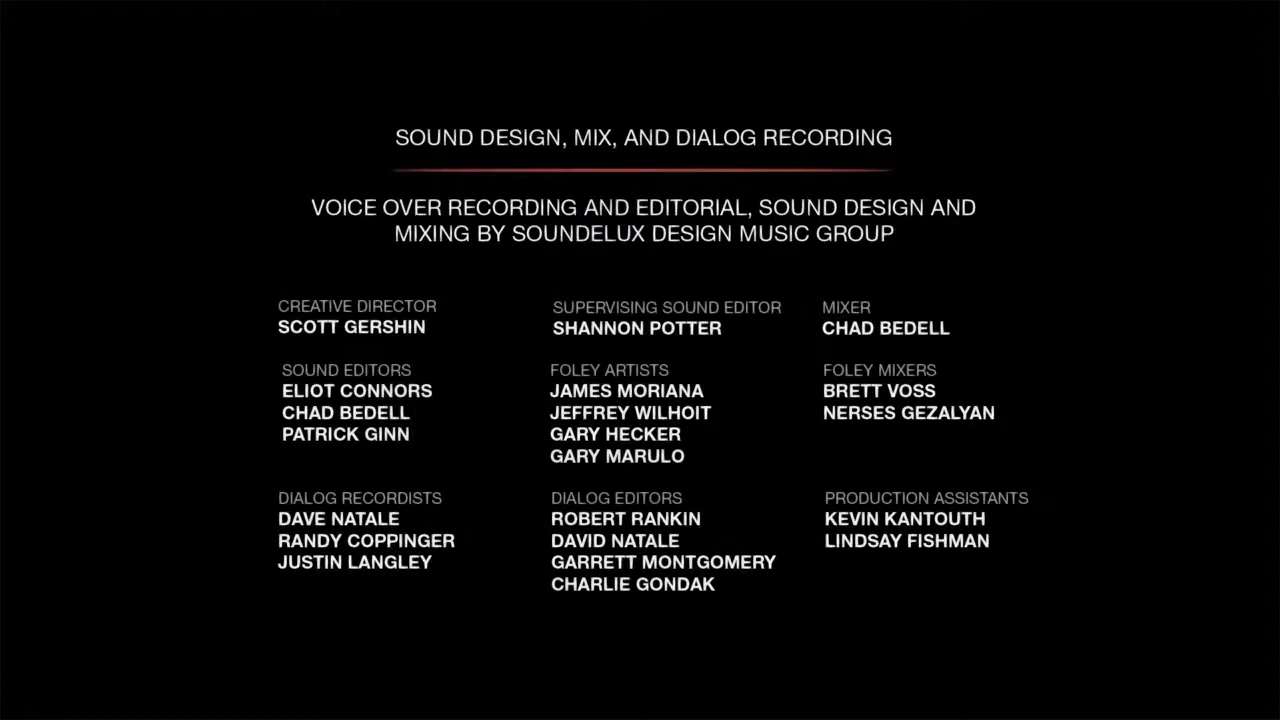 SOUND DESIGN, MIX, AND DIALOG RECORDING
VOICE OVER RECORDING AND EDITORIAL, SOUND DESIGN AND
MIXING BY SOUNDELUX DESIGN MUSIC GROUP
CREATIVE DIRECTOR
SCOTT GERSHIN
SUPERVISING SOUND EDITOR
SHANNON POTTER
MIXER
CHAD BEDELL
SOUND EDITORS
ELIOT CONNORS
CHAD BEDELL
PATRICK GINN
FOLEY ARTISTS
JAMES MORIANA
JEFFREY WILHOIT
GARY HECKER
GARY MARULO
FOLEY MIXERS
BRETT VOSS
NERSES GEZALYAN
DIALOG RECORDISTS
DAVE NATALE
RANDY COPPINGER
JUSTIN LANGLEY
DIALOG EDITORS
ROBERT RANKIN
DAVID NATALE
GARRETT MONTGOMERY
CHARLIE GONDAK
PRODUCTION ASSISTANTS
KEVIN KANTOUTH
LINDSAY FISHMAN